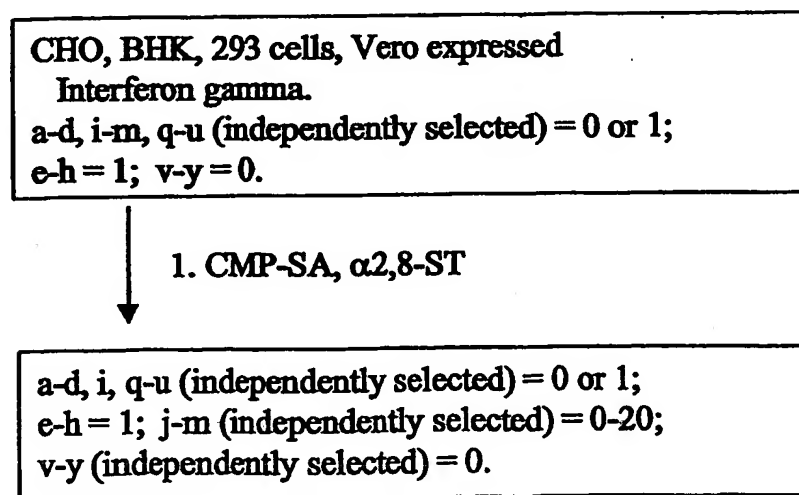 CHO, BHK, 293 cells, Vero expressed
Interferon gamma.
a-d, i-m, q-u (independently selected) = 0 or 1;
e-h = 1; v-y = 0.
1. CMP-SA, α2,8-ST
a-d, i, q-u (independently selected) = 0 or 1;
e-h = 1; j-m (independently selected) = 0-20;
v-y (independently selected) = 0.